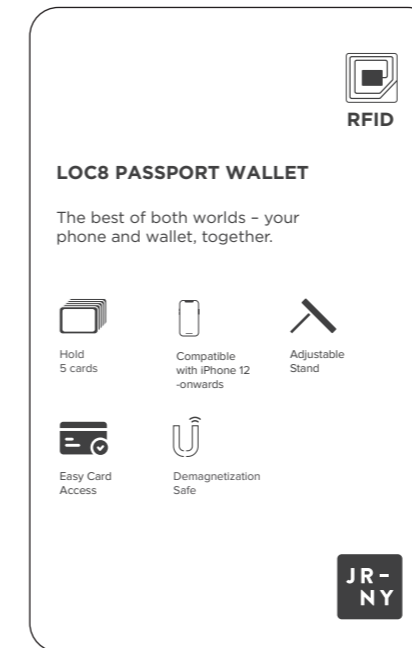 RFID
LOC8 PASSPORT WALLET
The best of both worlds – your
phone and wallet, together.
Hold
5 cards
Compatible
with iPhone 12
-onwards
Adjustable
Stand
Easy Card
Access
Demagnetization
Safe
JR-
NY